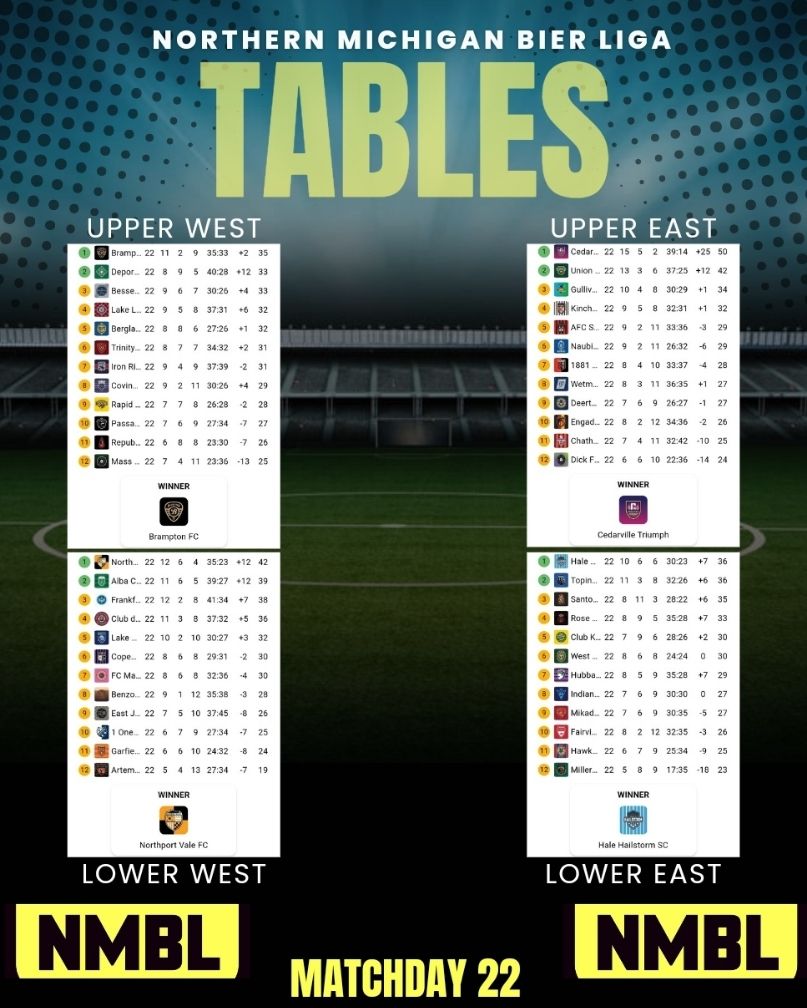 NORTHERN MICHIGAN BIER LIGA
TABLES
UPPER WEST
1 Bramp... 22 11 2 9 35:33 +2 35
2 Depor... 22 8 9 5 40:28 +12 33
3 Besse... 22 9 6 7 30:26 +4 33
4 Lake L... 22 9 5 8 37:31 +6 32
5 Bergla... 22 8 8 6 27:26 +1 32
6 Trinity... 22 8 7 7 34:32 +2 31
7 Iron Ri... 22 9 4 9 37:39 -2 31
8 Covin... 22 9 2 11 30:26 +4 29
9 Rapid ... 22 7 7 8 26:28 -2 28
10 Passa... 22 7 6 9 27:34 -7 27
11 Repub... 22 6 8 8 23:30 -7 26
12 Mass ... 22 7 4 11 23:36 -13 25
WINNER
Brampton FC
UPPER EAST
1 Cedar... 22 15 5 2 39:14 +25 50
2 Union ... 22 13 3 6 37:25 +12 42
3 Gulliv... 22 10 4 8 30:29 +1 34
4 Kinch... 22 9 5 8 32:31 +1 32
5 AFC S... 22 9 2 11 33:36 -3 29
6 Naubi... 22 9 2 11 26:32 -6 29
7 1881 ... 22 8 4 10 33:37 -4 28
8 Wetm... 22 8 3 11 36:35 +1 27
9 Deert... 22 7 6 9 26:27 -1 27
10 Engad... 22 8 2 12 34:36 -2 26
11 Chath... 22 7 4 11 32:42 -10 25
12 Dick F... 22 6 6 10 22:36 -14 24
WINNER
Cedarville Triumph
1 North... 22 12 6 4 35:23 +12 42
2 Alba C... 22 11 6 5 39:27 +12 39
3 Frankf... 22 12 2 8 41:34 +7 38
4 Club d... 22 11 3 8 37:32 +5 36
5 Lake ... 22 10 2 10 30:27 +3 32
6 Cope... 22 8 6 8 29:31 -2 30
7 FC Ma... 22 8 6 8 32:36 -4 30
8 Benzo... 22 9 1 12 35:38 -3 28
9 East J... 22 7 5 10 37:45 -8 26
10 1 One... 22 6 7 9 27:34 -7 25
11 Garfie... 22 6 6 10 24:32 -8 24
12 Artem... 22 5 4 13 27:34 -7 19
WINNER
Northport Vale FC
LOWER WEST
1 Hale ... 22 10 6 6 30:23 +7 36
2 Topin... 22 11 3 8 32:26 +6 36
3 Santo... 22 8 11 3 28:22 +6 35
4 Rose ... 22 8 9 5 35:28 +7 33
5 Club K... 22 7 9 6 28:26 +2 30
6 West ... 22 8 6 8 24:24 0 30
7 Hubba... 22 8 5 9 35:28 +7 29
8 Indian... 22 7 6 9 30:30 0 27
9 Mikad... 22 7 6 9 30:35 -5 27
10 Fairvi... 22 8 2 12 32:35 -3 26
11 Hawk... 22 7 6 9 25:34 -9 25
12 Miller... 22 5 8 9 17:35 -18 23
WINNER
Hale Hailstorm SC
LOWER EAST
NMBL
NMBL
MATCHDAY 22